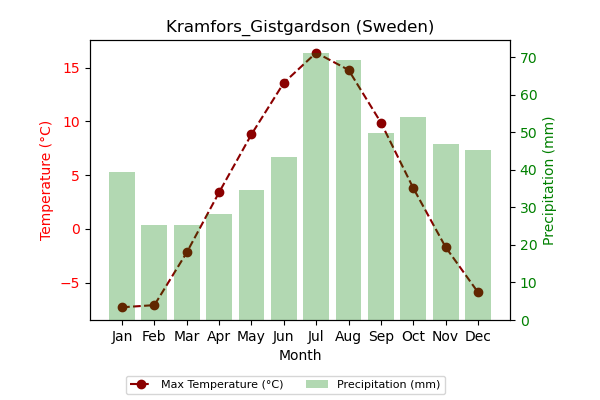 Kramfors_Gistgardson (Sweden)
15
10
5
0
−5
Temperature (°C)
70
60
50
40
30
20
10
0
Precipitation (mm)
Jan Feb Mar Apr May Jun Jul Aug Sep Oct Nov Dec
Month
Max Temperature (°C) Precipitation (mm)